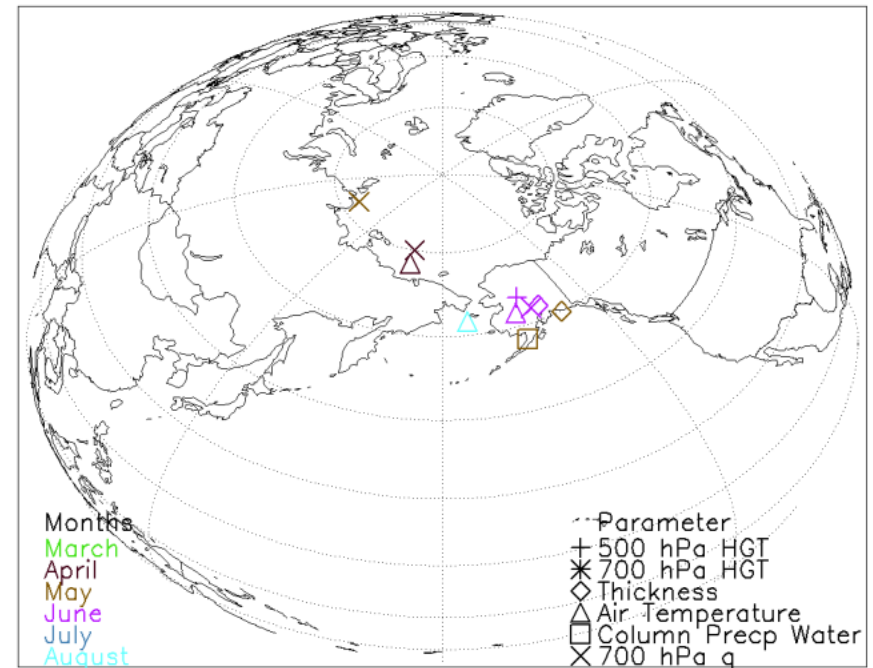 Months
March
April
May
June
July
August
Parameter
500 hPa HGT
700 hPa HGT
Thickness
Air Temperature
Column Precp Water
700 hPa q